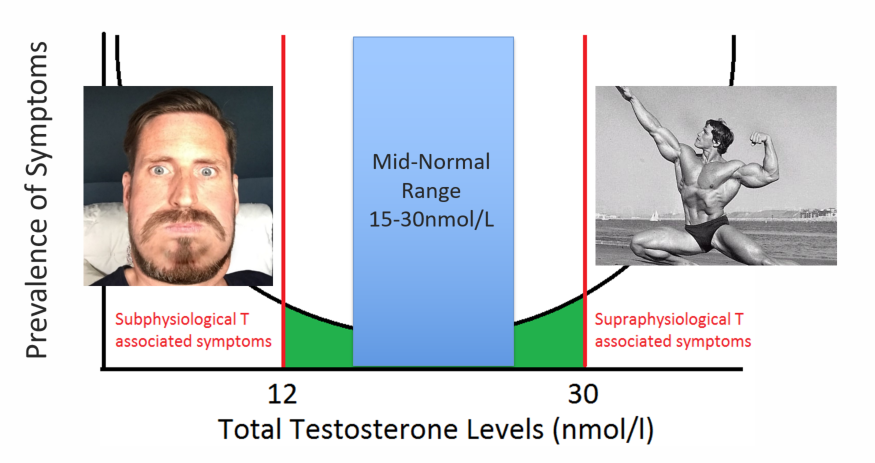 Prevalence of Symptoms
Mid-Normal
Range
15-30nmol/L
Subphysiological T
associated symptoms
Supraphysiological T
associated symptoms
12
30
Total Testosterone Levels (nmol/l)